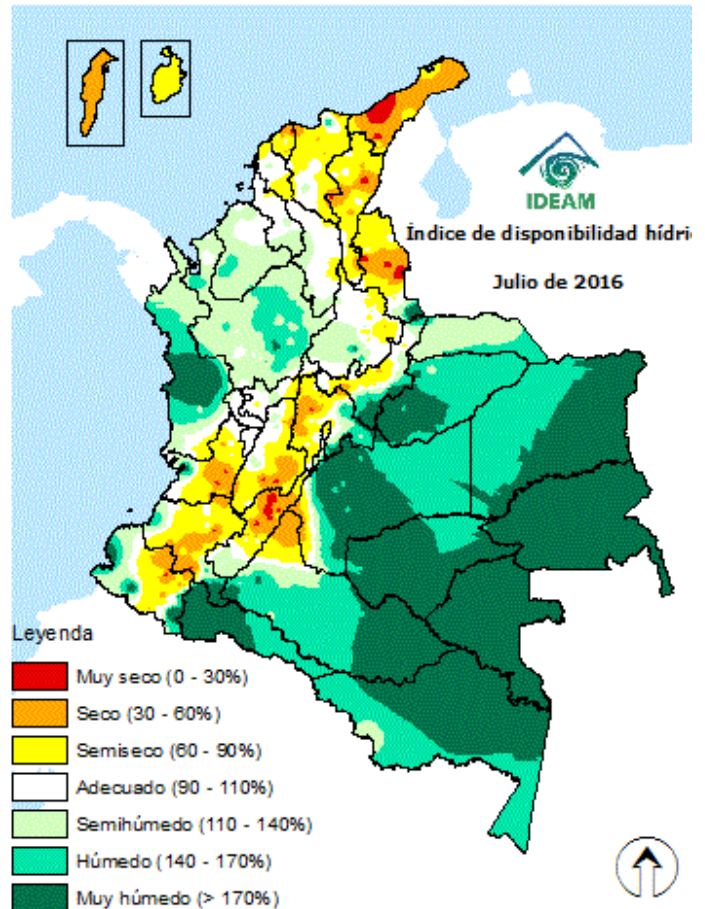 IDEAM
Índice de disponibilidad hídri
Julio de 2016
Leyenda
Muy seco (0 - 30%)
Seco (30 - 60%)
Semiseco (60 - 90%)
Adecuado (90 - 110%)
Semihúmedo (110 - 140%)
Húmedo (140 - 170%)
Muy húmedo (> 170%)